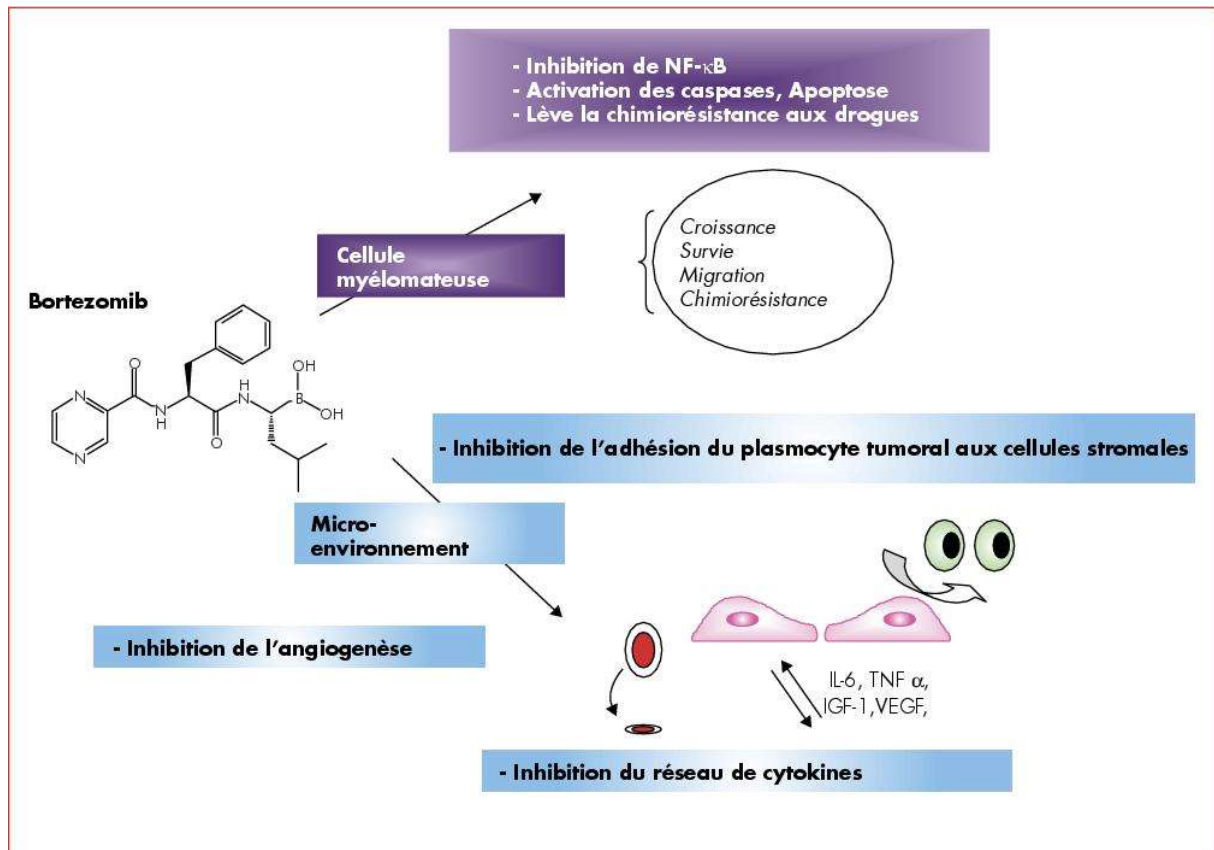 - Inhibition de NF-κB
- Activation des caspases, Apoptose
- Lève la chimiorésistance aux drogues
Croissance
Survie
Migration
Chimiorésistance
Cellule
myélomateuse
Bortezomib
O
N
N
N
H
O
H
N
B
OH
OH
- Inhibition de l'adhésion du plasmocyte tumoral aux cellules stromales
Micro-
environnement
- Inhibition de l'angiogenèse
IL-6, TNF α,
IGF-1,VEGF,
- Inhibition du réseau de cytokines